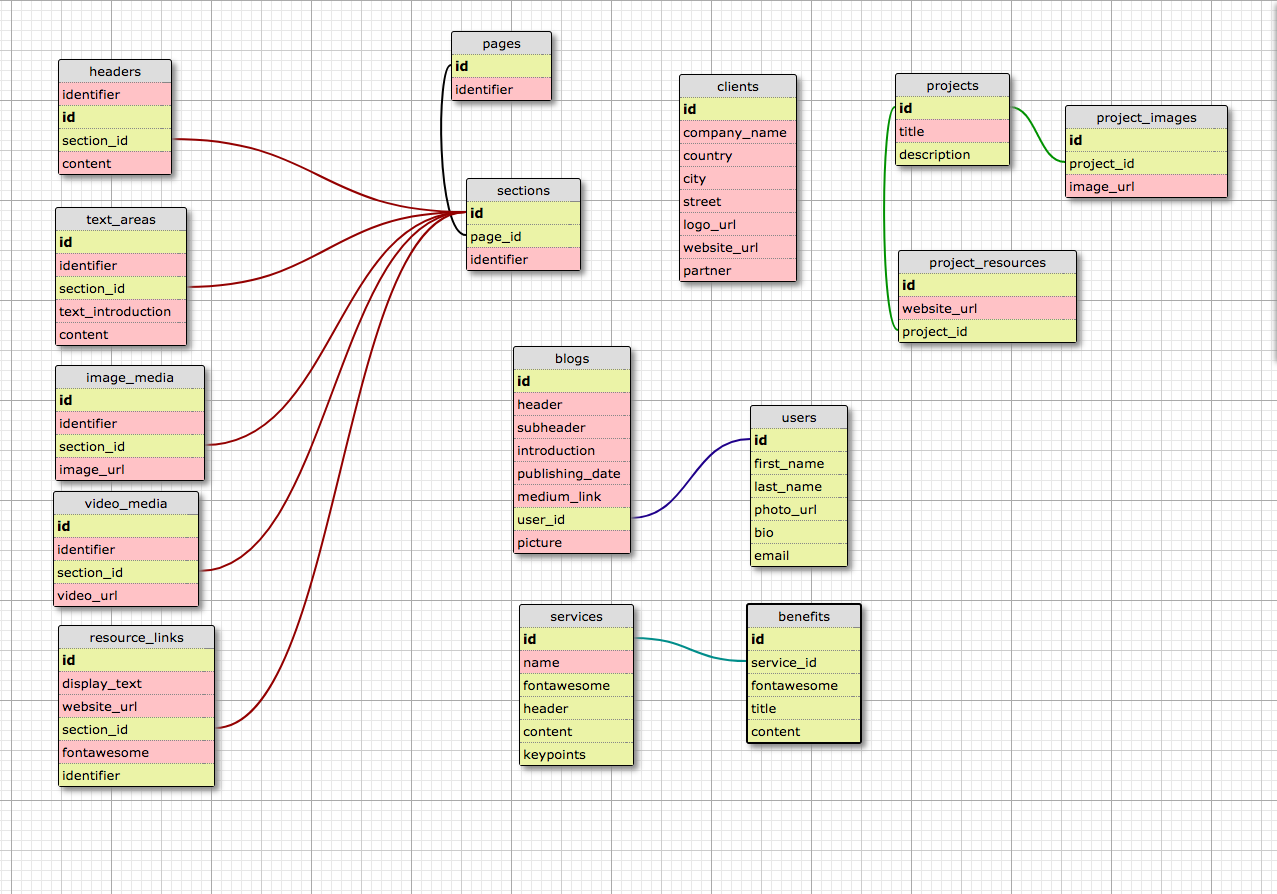 headers
identifier
id
section_id
content
text_areas
id
identifier
section_id
text_introduction
content
image_media
id
identifier
section_id
image_url
video_media
id
identifier
section_id
video_url
resource_links
id
display_text
website_url
section_id
fontawesome
identifier
pages
id
identifier
sections
id
page_id
identifier
blogs
id
header
subheader
introduction
publishing_date
medium_link
user_id
picture
services
id
name
fontawesome
header
content
keypoints
clients
id
company_name
country
city
street
logo_url
website_url
partner
users
id
first_name
last_name
photo_url
bio
email
benefits
id
service_id
fontawesome
title
content
projects
id
title
description
project_images
id
project_id
image_url
project_resources
id
website_url
project_id